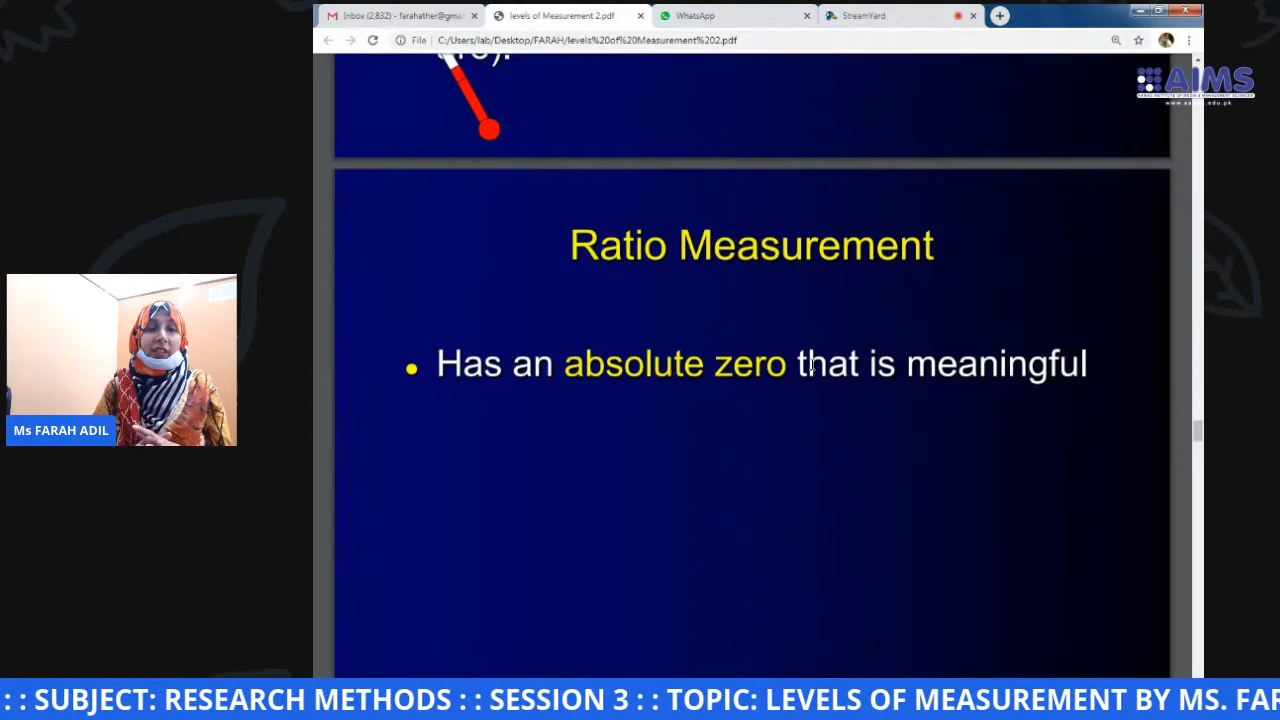 Inbox (2,832) - farahather@gma
levels of Measurement 2.pdf
WhatsApp
StreamYard
File
C:/Users/lab/Desktop/FARAH/levels%20of%20Measurement%202.pdf
AIMS
Ratio Measurement
• Has an absolute zero that is meaningful
Ms FARAH ADIL
: : SUBJECT: RESEARCH METHODS : : SESSION 3 : : TOPIC: LEVELS OF MEASUREMENT BY MS. FAR